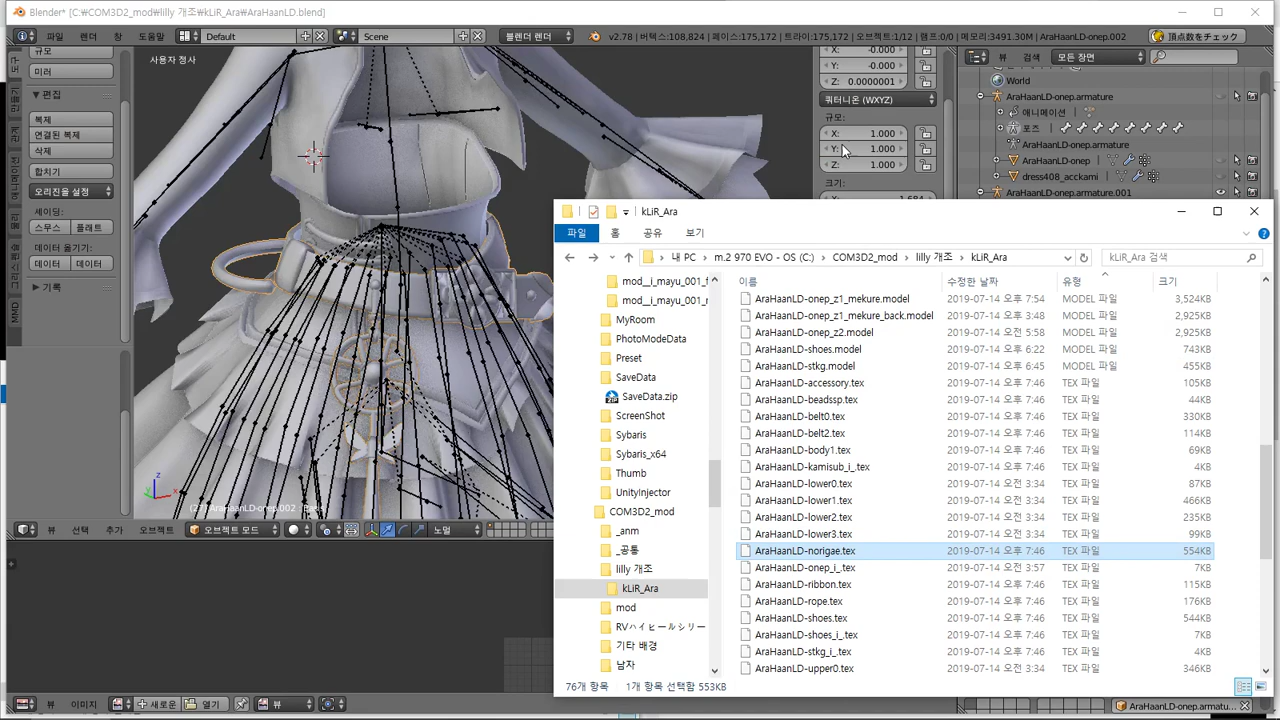 Blender* [C:₩COM3D2_mod₩lilly 개조₩kLiR_Ara₩AraHaanLD.blend]
파일 렌더 창 도움말 Default Scene 블렌더 렌더 v2.78 | 버텍스:108,824 | 페이스:175,172 | 트라이:175,172 | 오브젝트:1/12 | 램프:0/0 | 메모리:3491.30M | AraHaanLD-onep.002 頂点数をチェック
규모
미러
편집
복제
연결된 복제
삭제
합치기
오리진을 설정
셰이딩:
스무스 플래트
데이터 옮기기:
데이터 데이터
기록
MMD
사용자 정사
X: -0.000
Y: -0.000
Z: 0.0000001
쿼터니온 (WXYZ)
규모:
X: 1.000
Y: 1.000
Z: 1.000
크기:
뷰 검색 모든 장면
World
AraHaanLD-onep.armature
애니메이션
포즈
AraHaanLD-onep.armature
AraHaanLD-onep
dress408_acckami
AraHaanLD-onep.armature.001
뷰 선택 추가 오브젝트 오브젝트 모드 노멀
뷰 이미지 새로운 열기 뷰
AraHaanLD-onep.armatu...
kLiR_Ara
파일 홈 공유 보기
내 PC › m.2 970 EVO - OS (C:) › COM3D2_mod › lilly 개조 › kLiR_Ara
kLiR_Ara 검색
mod__i_mayu_001_
mod__i_mayu_001_
MyRoom
PhotoModeData
Preset
SaveData
SaveData.zip
ScreenShot
Sybaris
Sybaris_x64
Thumb
UnityInjector
COM3D2_mod
_anm
_공통
lilly 개조
kLiR_Ara
mod
RVハイヒールシリー
기타 배경
남자
이름 수정한 날짜 유형 크기
AraHaanLD-onep_z1_mekure.model 2019-07-14 오후 7:54 MODEL 파일 3,524KB
AraHaanLD-onep_z1_mekure_back.model 2019-07-14 오후 3:48 MODEL 파일 2,925KB
AraHaanLD-onep_z2.model 2019-07-14 오전 5:58 MODEL 파일 2,925KB
AraHaanLD-shoes.model 2019-07-14 오후 6:22 MODEL 파일 743KB
AraHaanLD-stkg.model 2019-07-14 오후 6:45 MODEL 파일 455KB
AraHaanLD-accessory.tex 2019-07-14 오후 7:46 TEX 파일 105KB
AraHaanLD-beadssp.tex 2019-07-14 오후 7:46 TEX 파일 44KB
AraHaanLD-belt0.tex 2019-07-14 오후 7:46 TEX 파일 330KB
AraHaanLD-belt2.tex 2019-07-14 오후 7:46 TEX 파일 114KB
AraHaanLD-body1.tex 2019-07-14 오후 7:46 TEX 파일 69KB
AraHaanLD-kamisub_i_.tex 2019-07-14 오후 7:46 TEX 파일 4KB
AraHaanLD-lower0.tex 2019-07-14 오전 3:34 TEX 파일 87KB
AraHaanLD-lower1.tex 2019-07-14 오후 7:46 TEX 파일 466KB
AraHaanLD-lower2.tex 2019-07-14 오전 3:34 TEX 파일 235KB
AraHaanLD-lower3.tex 2019-07-14 오전 3:34 TEX 파일 99KB
AraHaanLD-norigae.tex 2019-07-14 오후 7:46 TEX 파일 554KB
AraHaanLD-onep_i_.tex 2019-07-14 오전 3:57 TEX 파일 7KB
AraHaanLD-ribbon.tex 2019-07-14 오후 7:46 TEX 파일 115KB
AraHaanLD-rope.tex 2019-07-14 오후 7:46 TEX 파일 176KB
AraHaanLD-shoes.tex 2019-07-14 오후 7:46 TEX 파일 544KB
AraHaanLD-shoes_i_.tex 2019-07-14 오후 7:46 TEX 파일 7KB
AraHaanLD-stkg_i_.tex 2019-07-14 오후 7:46 TEX 파일 4KB
AraHaanLD-upper0.tex 2019-07-14 오전 3:34 TEX 파일 346KB
76개 항목 1개 항목 선택함 553KB